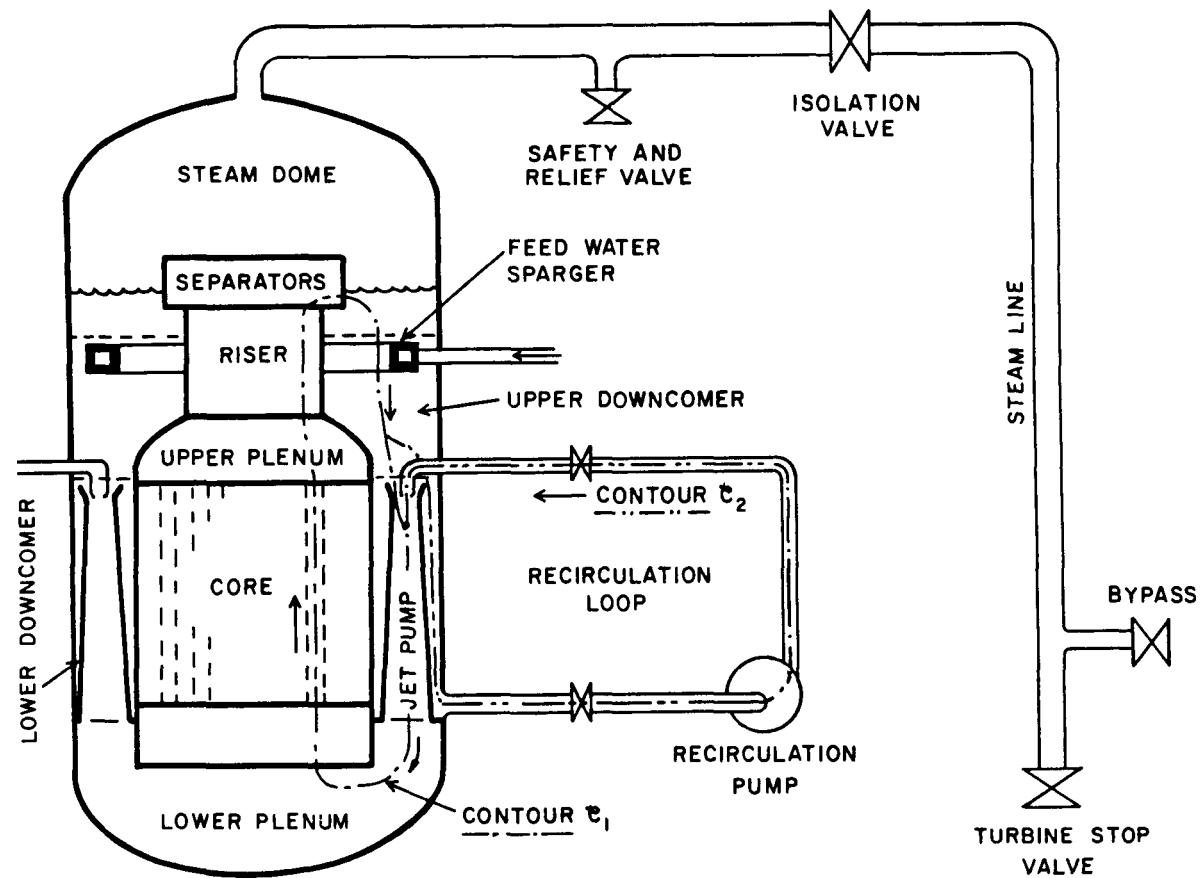 ISOLATION
VALVE
SAFETY AND
RELIEF VALVE
STEAM DOME
FEED WATER
SPARGER
SEPARATORS
RISER
STEAM LINE
UPPER DOWNCOMER
UPPER PLENUM
CONTOUR ℭ₂
LOWER DOWNCOMER
CORE
RECIRCULATION
LOOP
JET PUMP
BYPASS
RECIRCULATION
PUMP
CONTOUR ℭ₁
LOWER PLENUM
TURBINE STOP
VALVE